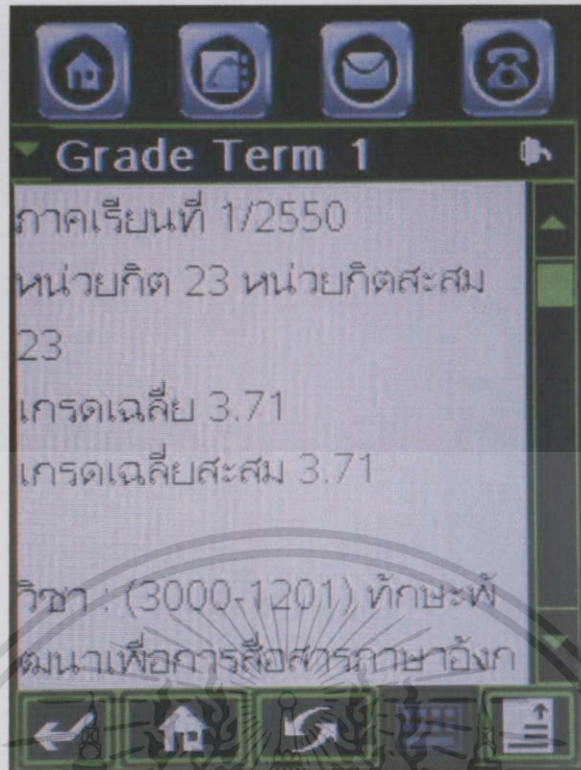 Grade Term 1
ภาคเรียนที่ 1/2550
หน่วยกิต 23 หน่วยกิตสะสม
23
เกรดเฉลี่ย 3.71
เกรดเฉลี่ยสะสม 3.71
วิชา : (3000-1201) ทักษะพั
ฒนาเพื่อการสื่อสารภาษาอังก